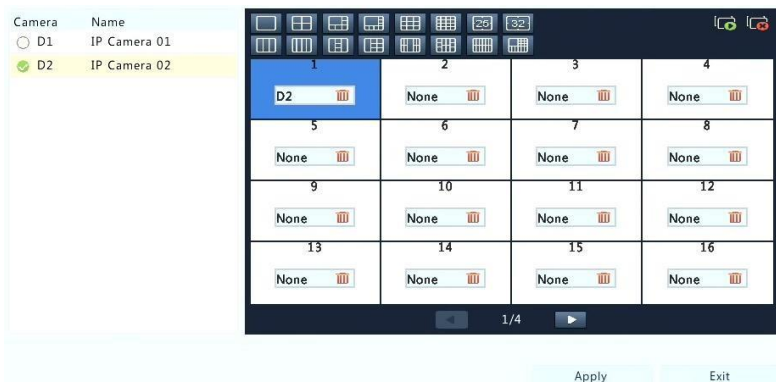 Camera Name
D1 IP Camera 01
D2 IP Camera 02
25 32
1 2 3 4
D2 None None None
5 6 7 8
None None None None
9 10 11 12
None None None None
13 14 15 16
None None None None
1/4
Apply Exit